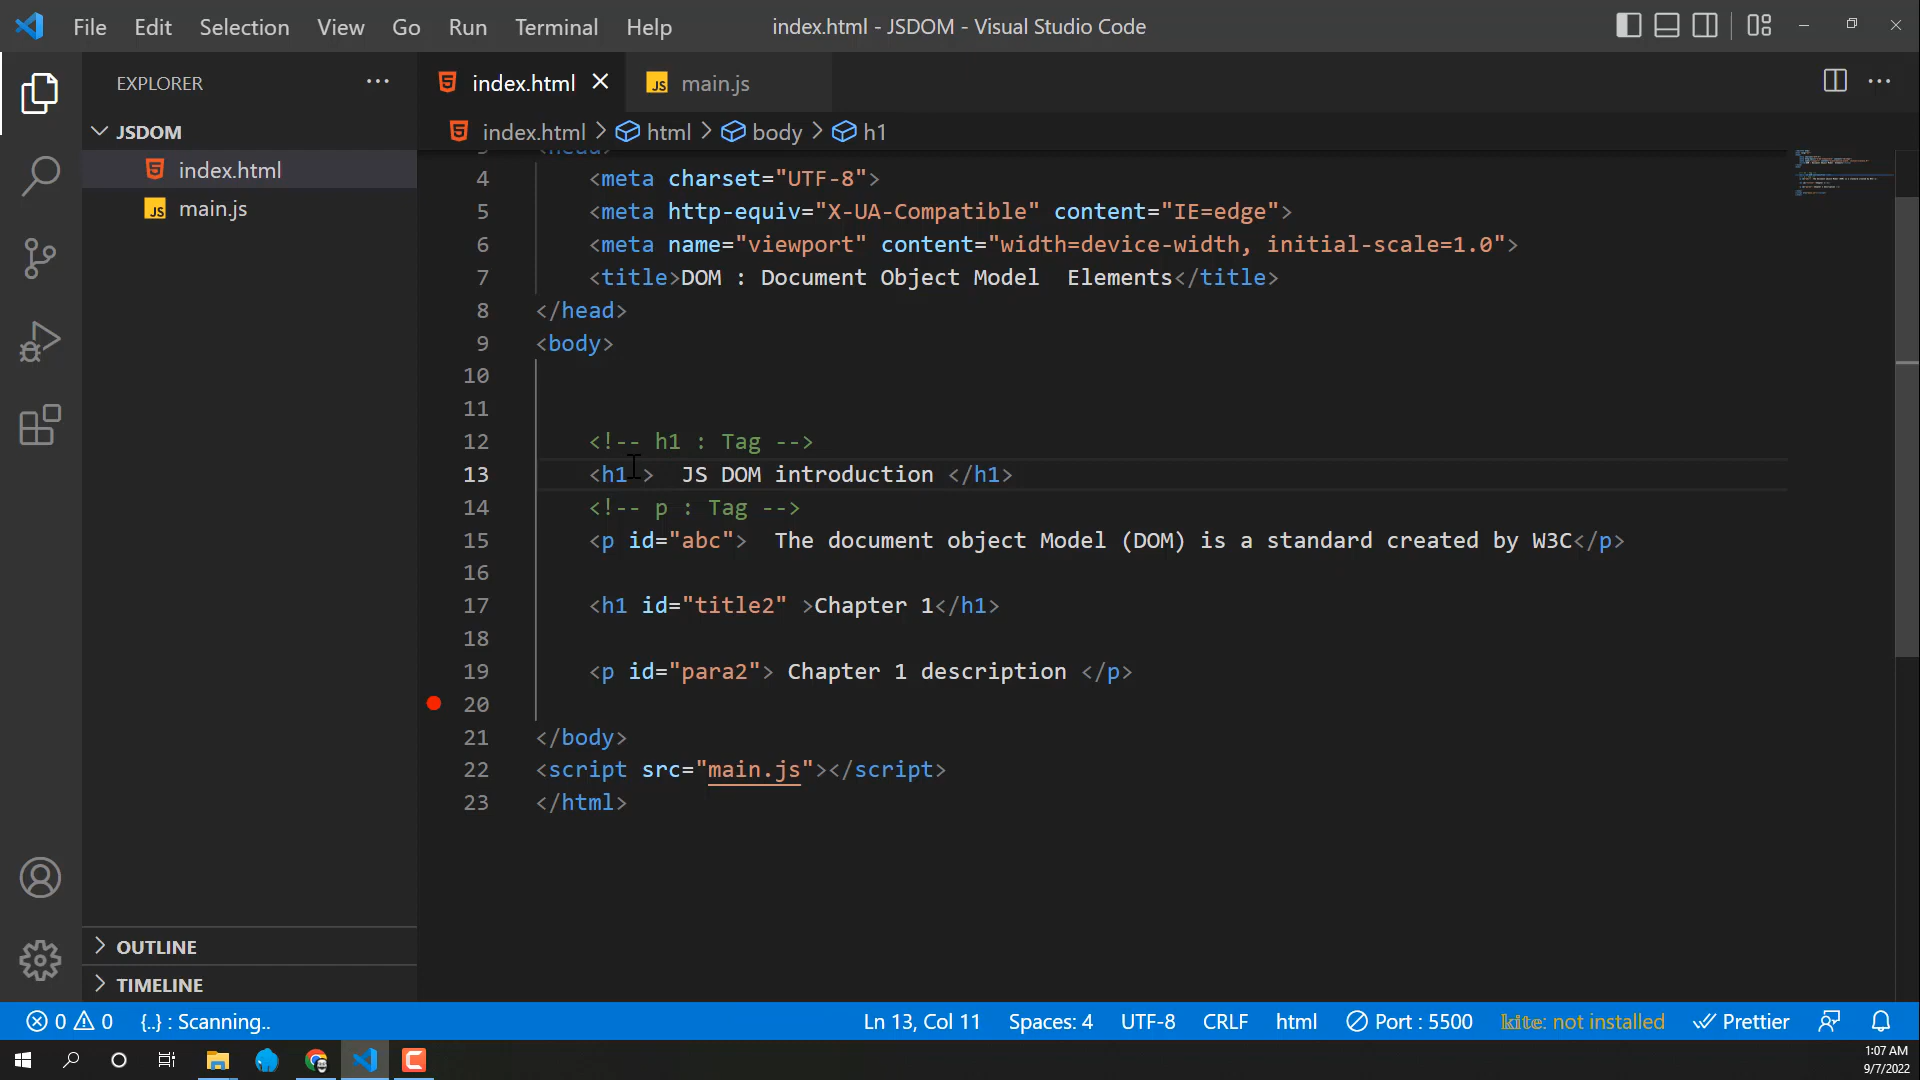 File Edit Selection View Go Run Terminal Help index.html - JSDOM - Visual Studio Code
EXPLORER
index.html
JS main.js
JSDOM
index.html
JS main.js
index.html > html > body > h1
4 <meta charset="UTF-8">
5 <meta http-equiv="X-UA-Compatible" content="IE=edge">
6 <meta name="viewport" content="width=device-width, initial-scale=1.0">
7 <title>DOM : Document Object Model  Elements</title>
8 </head>
9 <body>
10
11
12 <!-- h1 : Tag -->
13 <h1 >  JS DOM introduction </h1>
14 <!-- p : Tag -->
15 <p id="abc">  The document object Model (DOM) is a standard created by W3C</p>
16
17 <h1 id="title2" >Chapter 1</h1>
18
19 <p id="para2"> Chapter 1 description </p>
20
21 </body>
22 <script src="main.js"></script>
23 </html>
OUTLINE
TIMELINE
0 0 {..} : Scanning.. Ln 13, Col 11 Spaces: 4 UTF-8 CRLF html Port : 5500 kite: not installed Prettier
1:07 AM
9/7/2022